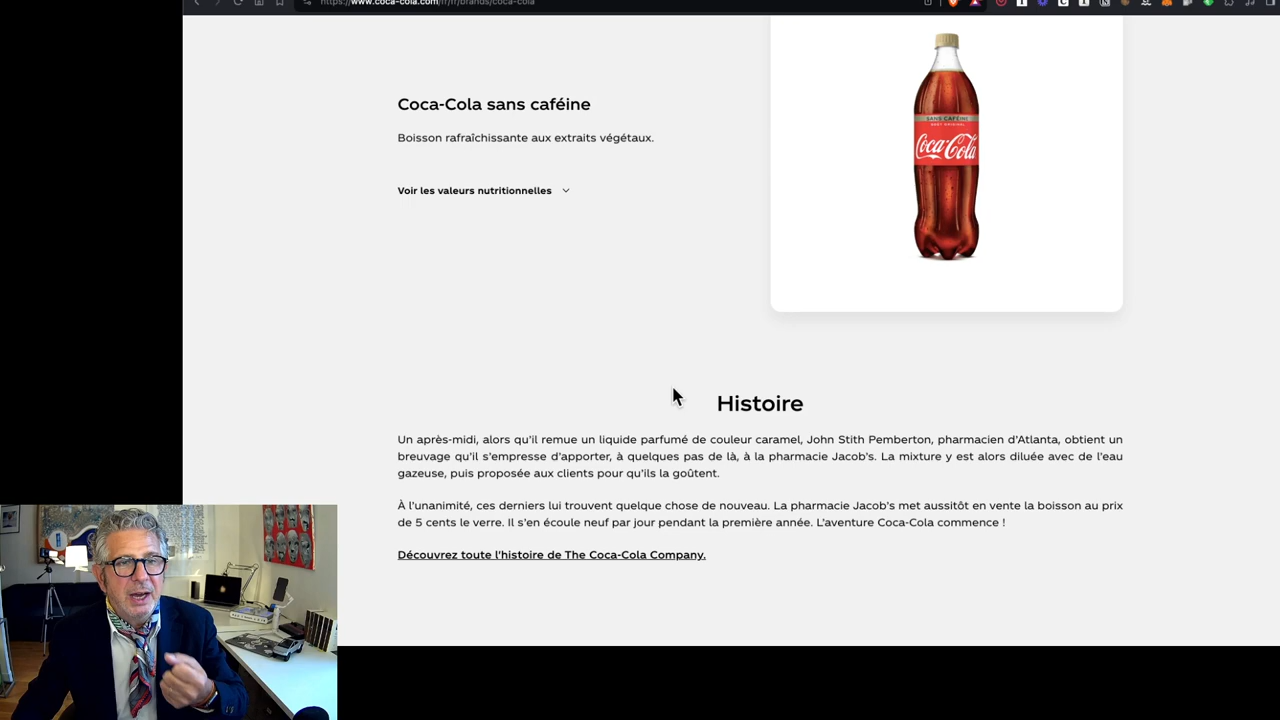 https://www.coca-cola.com/fr/fr/brands/coca-cola
Coca-Cola sans caféine
Boisson rafraîchissante aux extraits végétaux.
Voir les valeurs nutritionnelles
SANS CAFÉINE
GOÛT ORIGINAL
Coca-Cola
Histoire
Un après-midi, alors qu'il remue un liquide parfumé de couleur caramel, John Stith Pemberton, pharmacien d'Atlanta, obtient un
breuvage qu'il s'empresse d'apporter, à quelques pas de là, à la pharmacie Jacob's. La mixture y est alors diluée avec de l'eau
gazeuse, puis proposée aux clients pour qu'ils la goûtent.
À l'unanimité, ces derniers lui trouvent quelque chose de nouveau. La pharmacie Jacob's met aussitôt en vente la boisson au prix
de 5 cents le verre. Il s'en écoule neuf par jour pendant la première année. L'aventure Coca-Cola commence !
Découvrez toute l'histoire de The Coca-Cola Company.